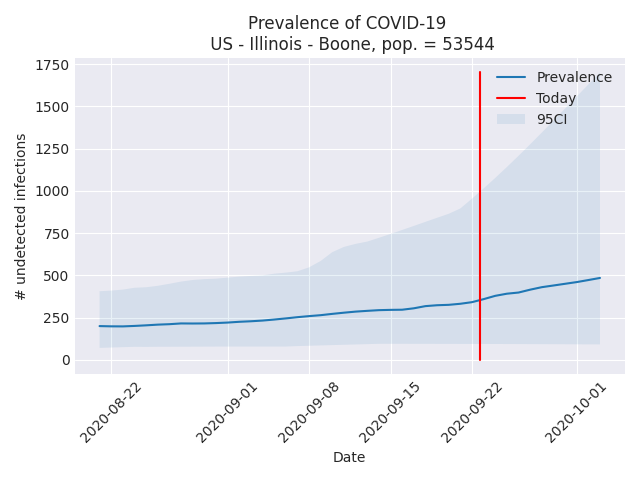 Prevalence of COVID-19
US - Illinois - Boone, pop. = 53544
1750
1500
1250
1000
750
500
250
0
# undetected infections
Prevalence
Today
95CI
2020-08-22
2020-09-01
2020-09-08
2020-09-15
2020-09-22
2020-10-01
Date